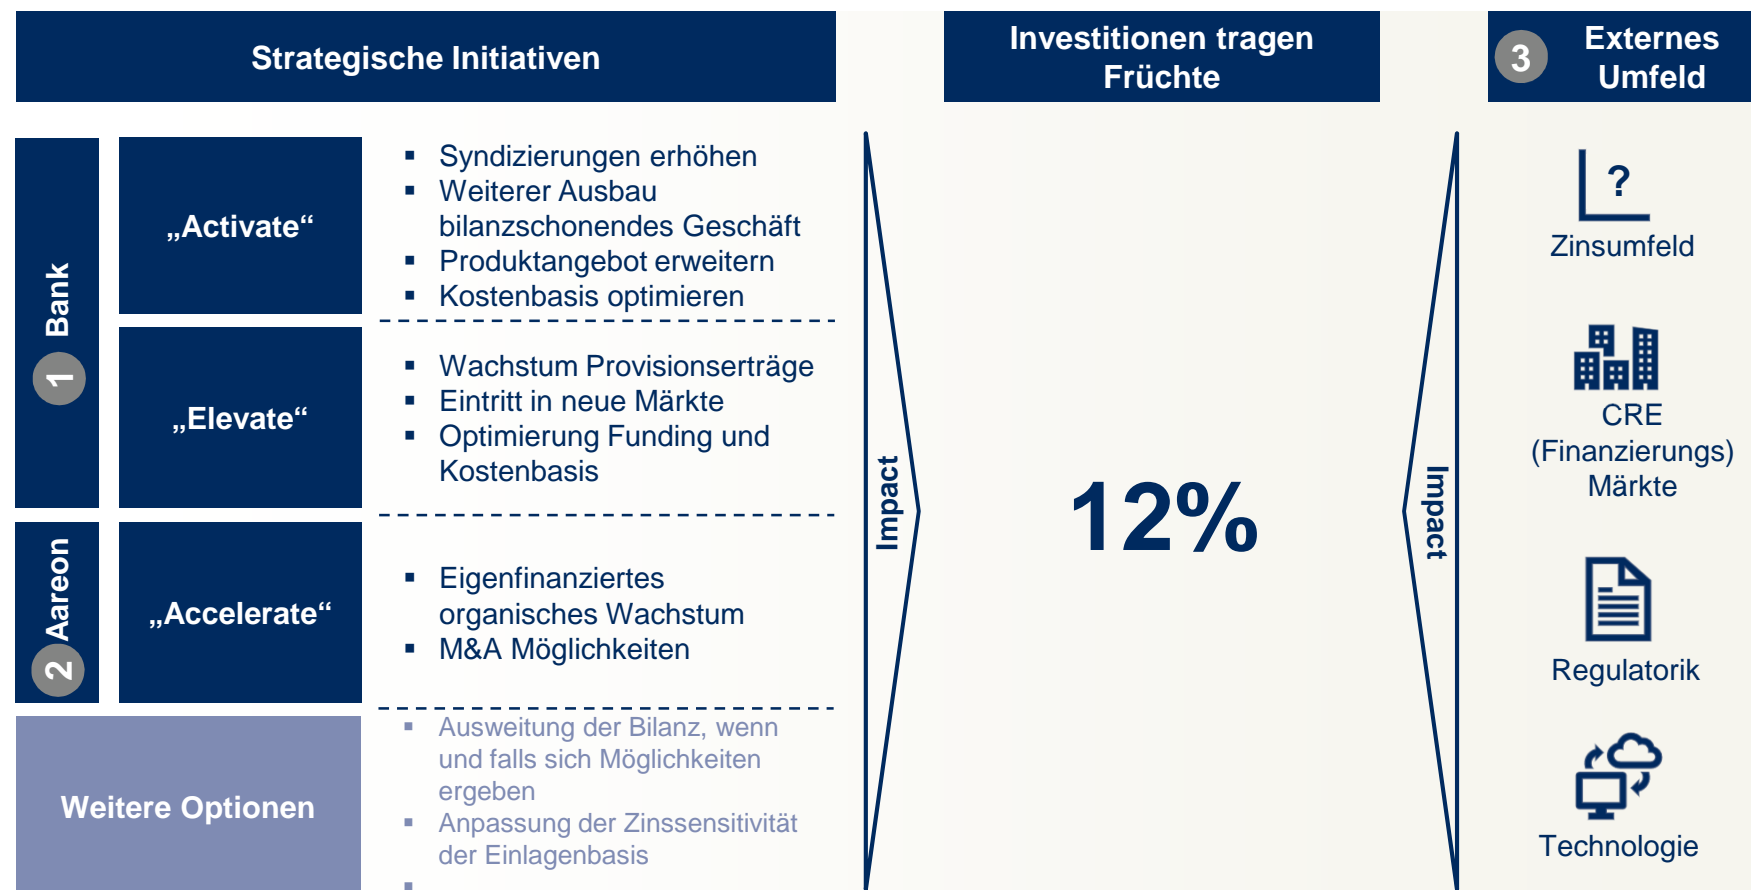 Strategische Initiativen
Investitionen tragen
Früchte
3
Externes
Umfeld
1 Bank
„Activate“
▪ Syndizierungen erhöhen
▪ Weiterer Ausbau
bilanzschonendes Geschäft
▪ Produktangebot erweitern
▪ Kostenbasis optimieren
„Elevate“
▪ Wachstum Provisionserträge
▪ Eintritt in neue Märkte
▪ Optimierung Funding und
Kostenbasis
2 Aareon
„Accelerate“
▪ Eigenfinanziertes
organisches Wachstum
▪ M&A Möglichkeiten
Weitere Optionen
▪ Ausweitung der Bilanz, wenn
und falls sich Möglichkeiten
ergeben
▪ Anpassung der Zinssensitivität
der Einlagenbasis
Impact
12%
Impact
?
Zinsumfeld
CRE
(Finanzierungs)
Märkte
Regulatorik
Technologie